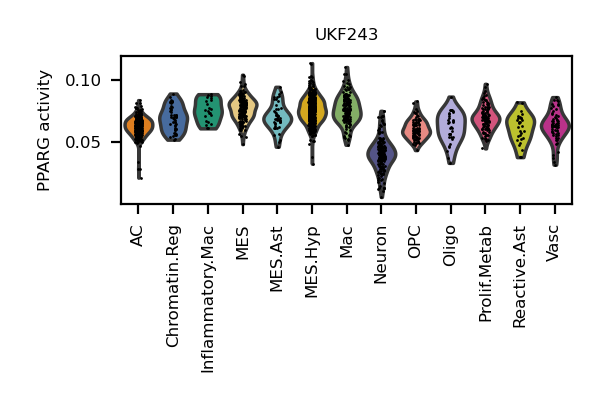 UKF243
PPARG activity
0.10
0.05
AC
Chromatin.Reg
Inflammatory.Mac
MES
MES.Ast
MES.Hyp
Mac
Neuron
OPC
Oligo
Prolif.Metab
Reactive.Ast
Vasc